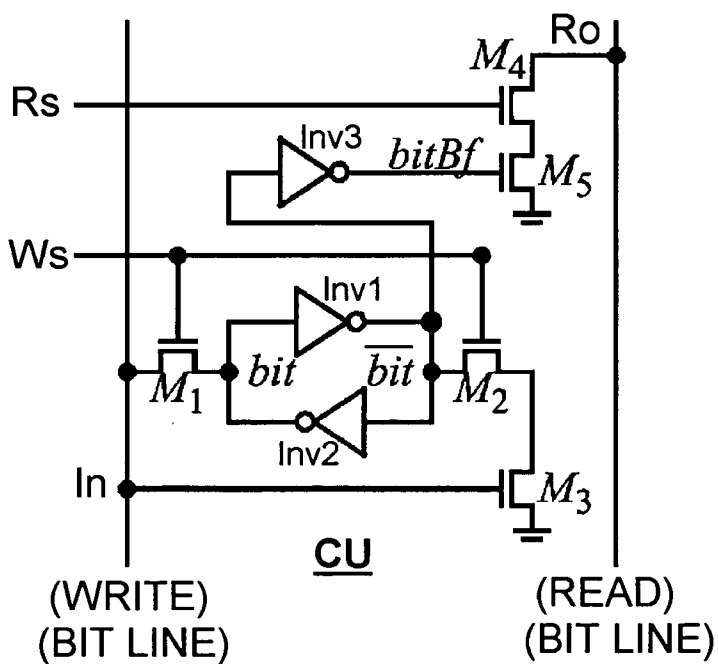 Ro
M4
Rs
Inv3
bitBf
M5
Ws
Inv1
M1
bit
bit
M2
Inv2
In
M3
CU
(WRITE)
(BIT LINE)
(READ)
(BIT LINE)